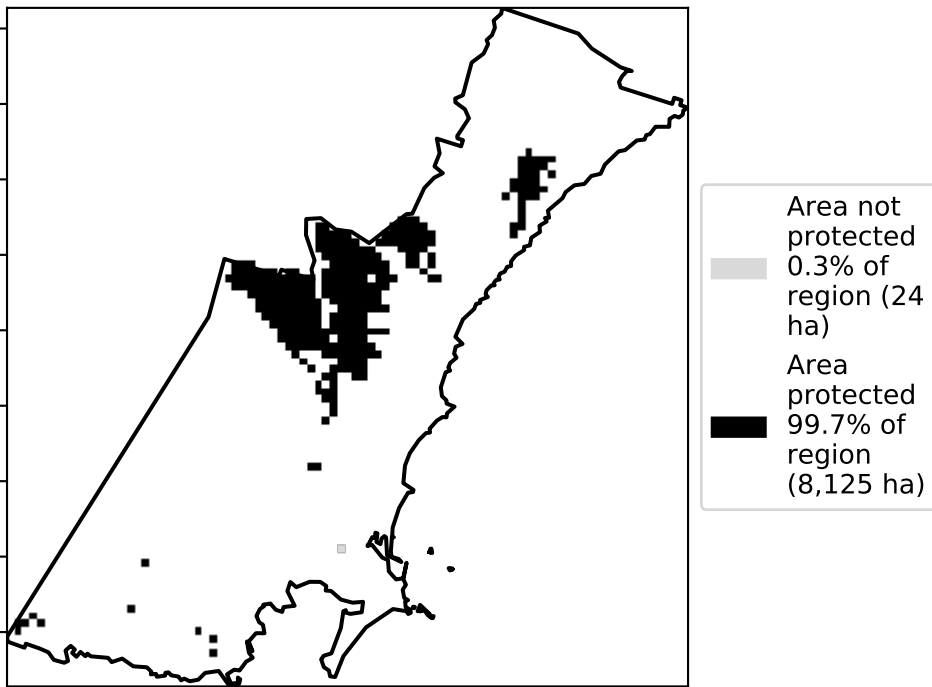 Area not
protected
0.3% of
region (24
ha)
Area
protected
99.7% of
region
(8,125 ha)